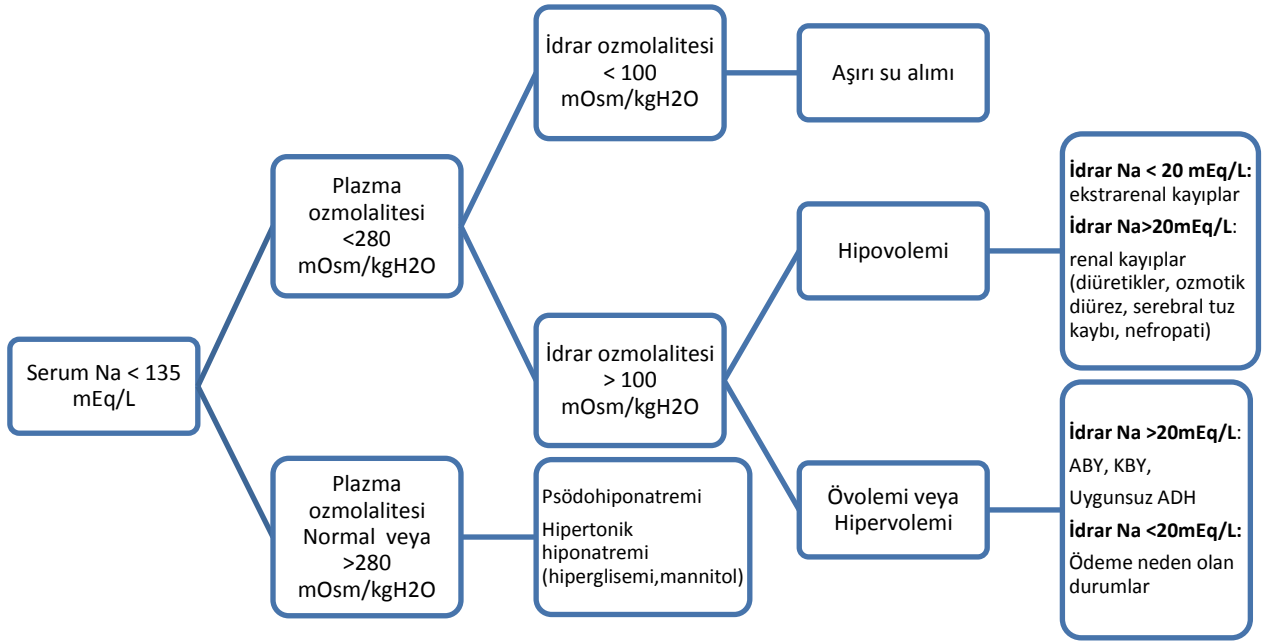 Serum Na < 135
mEq/L
Plazma
ozmolalitesi
<280
mOsm/kgH2O
İdrar ozmolalitesi
< 100
mOsm/kgH2O
Aşırı su alımı
İdrar ozmolalitesi
> 100
mOsm/kgH2O
Hipovolemi
İdrar Na < 20 mEq/L:
ekstrarenal kayıplar
İdrar Na>20mEq/L:
renal kayıplar
(diüretikler, ozmotik
diürez, serebral tuz
kaybı, nefropati)
Övolemi veya
Hipervolemi
İdrar Na >20mEq/L:
ABY, KBY,
Uygunsuz ADH
İdrar Na <20mEq/L:
Ödeme neden olan
durumlar
Plazma
ozmolalitesi
Normal veya
>280
mOsm/kgH2O
Psödohiponatremi
Hipertonik
hiponatremi
(hiperglisemi,mannitol)